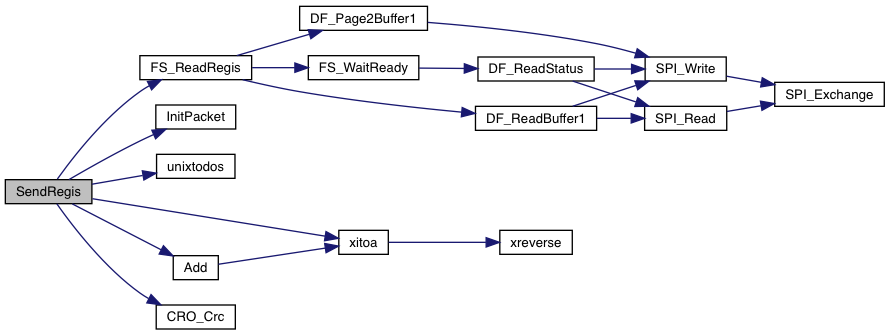 DF_Page2Buffer1
FS_ReadRegis
FS_WaitReady
DF_ReadStatus
SPI_Write
SPI_Exchange
InitPacket
DF_ReadBuffer1
SPI_Read
unixtodos
SendRegis
xitoa
xreverse
Add
CRO_Crc